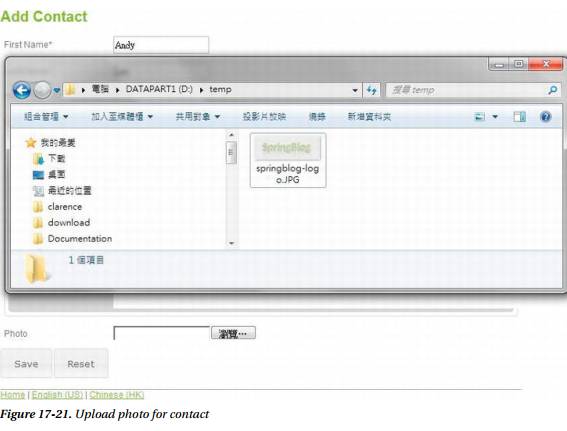 Add Contact
First Name*
Andy
電腦 DATAPART1 (D:) temp
搜尋 temp
組合管理 加入至媒體櫃 共用對象 投影片放映 燒錄 新增資料夾
我的最愛
下載
桌面
最近的位置
clarence
download
Documentation
SpringBlog
springblog-log
o.JPG
1 個項目
Photo
瀏覽…
Save Reset
Home | English (US) | Chinese (HK)
Figure 17-21. Upload photo for contact